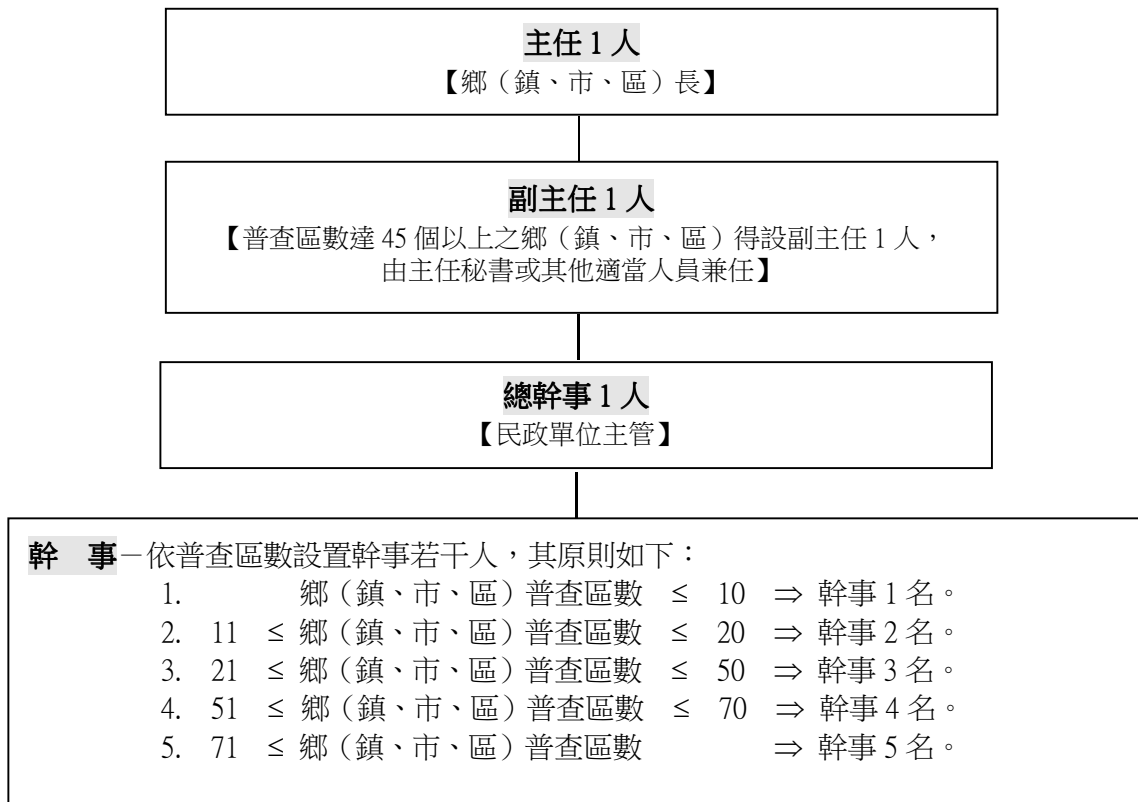 主任 1 人
【鄉（鎮、市、區）長】
副主任 1 人
【普查區數達 45 個以上之鄉（鎮、市、區）得設副主任 1 人，
由主任秘書或其他適當人員兼任】
總幹事 1 人
【民政單位主管】
幹　事－依普查區數設置幹事若干人，其原則如下：
1.　　　鄉（鎮、市、區）普查區數 ≤ 10 ⇒ 幹事 1 名。
2. 11 ≤ 鄉（鎮、市、區）普查區數 ≤ 20 ⇒ 幹事 2 名。
3. 21 ≤ 鄉（鎮、市、區）普查區數 ≤ 50 ⇒ 幹事 3 名。
4. 51 ≤ 鄉（鎮、市、區）普查區數 ≤ 70 ⇒ 幹事 4 名。
5. 71 ≤ 鄉（鎮、市、區）普查區數　　　⇒ 幹事 5 名。